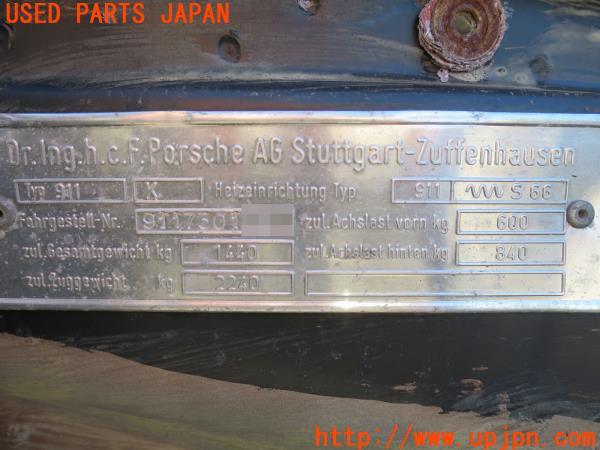 USED PARTS JAPAN
Dr. Ing. h. c. F. Porsche AG Stuttgart-Zuffenhausen
Typ 911 K Heizeinrichtung Typ 911 S 66
Fahrgestell-Nr. 9117301 zul. Achslast vorn kg 600
zul. Gesamtgewicht kg 1440 zul. Achslast hinten kg 840
zul. Zuggewicht kg 2240
http://www.upjpn.com